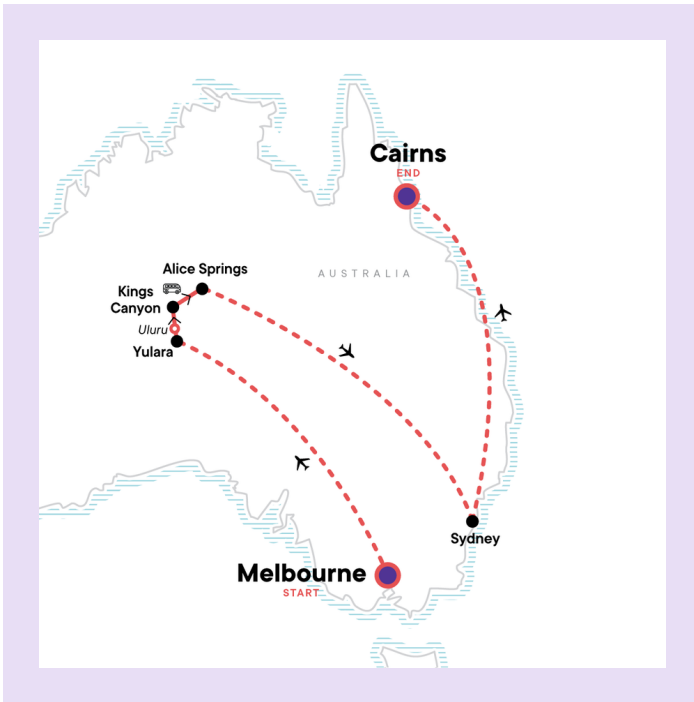 Cairns
END
AUSTRALIA
Alice Springs
Kings
Canyon
Uluru
Yulara
Sydney
Melbourne
START